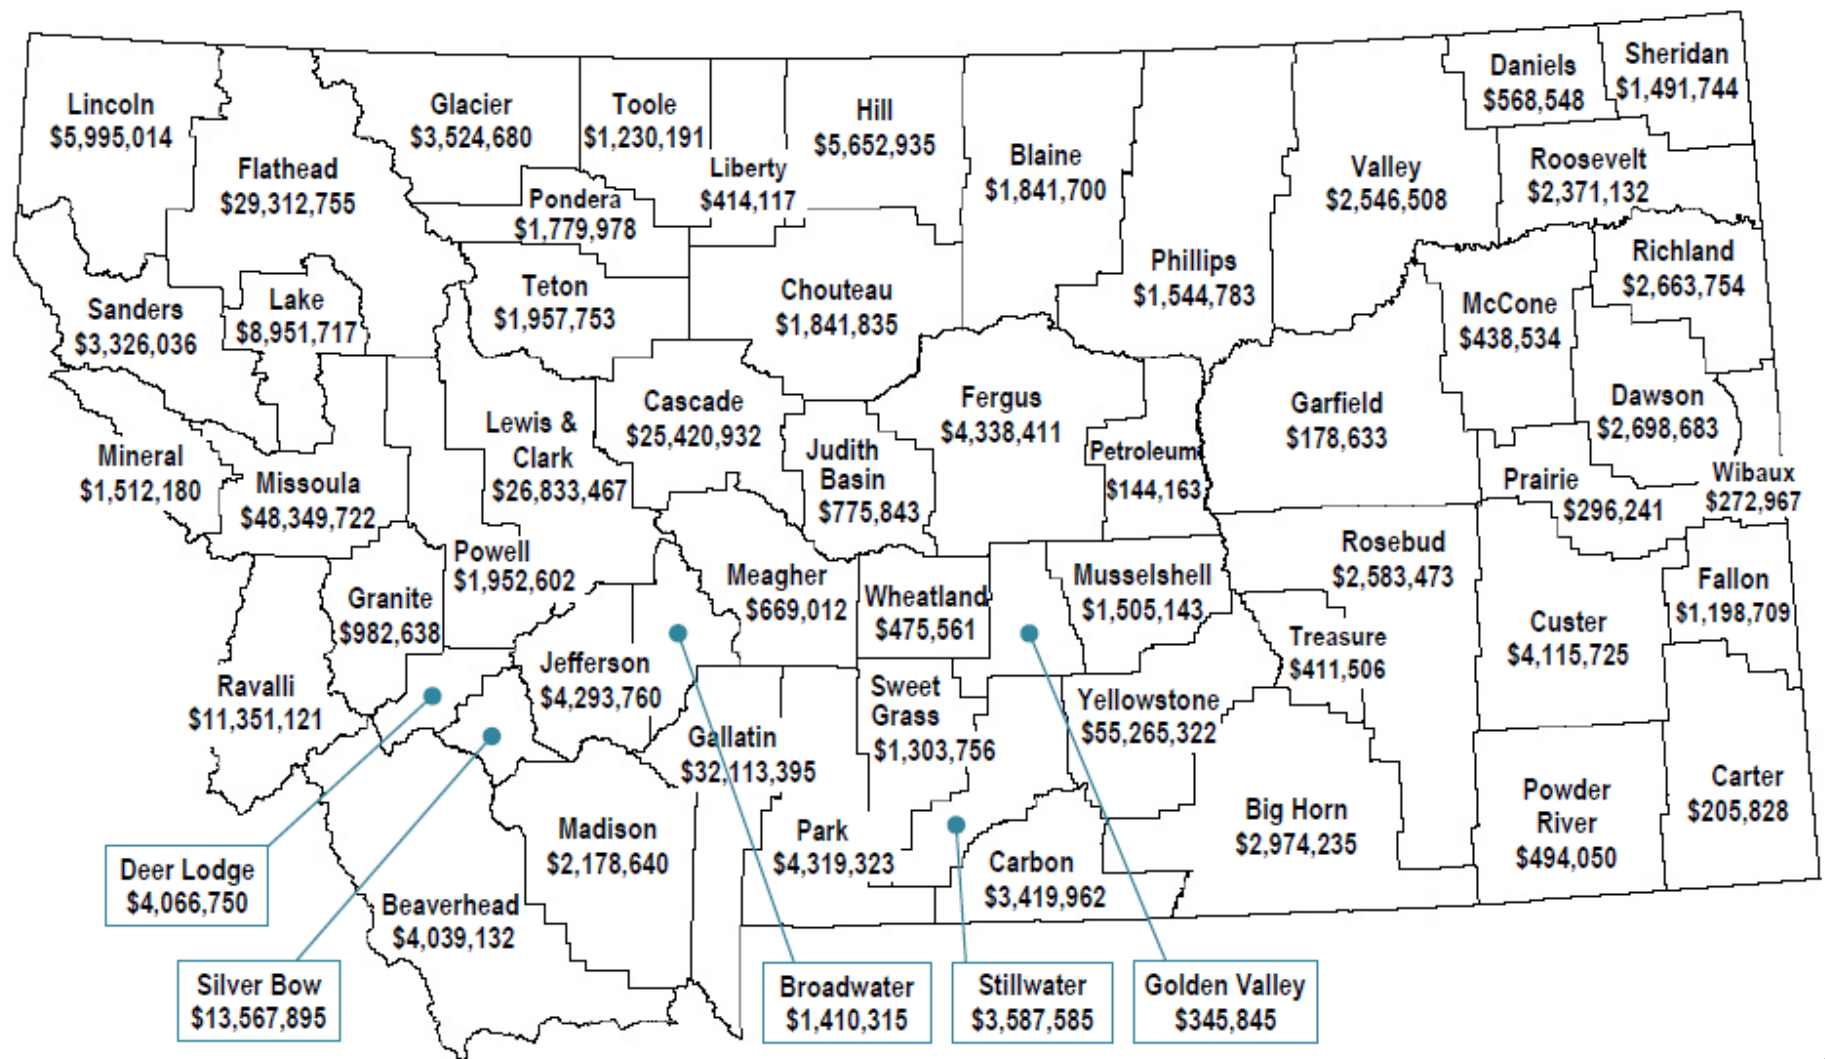 Lincoln
$5,995,014
Flathead
$29,312,755
Glacier
$3,524,680
Toole
$1,230,191
Liberty
$414,117
Hill
$5,652,935
Blaine
$1,841,700
Phillips
$1,544,783
Valley
$2,546,508
Daniels
$568,548
Sheridan
$1,491,744
Roosevelt
$2,371,132
Pondera
$1,779,978
Teton
$1,957,753
Chouteau
$1,841,835
Richland
$2,663,754
McCone
$438,534
Sanders
$3,326,036
Lake
$8,951,717
Mineral
$1,512,180
Missoula
$48,349,722
Lewis &
Clark
$26,833,467
Cascade
$25,420,932
Judith
Basin
$775,843
Fergus
$4,338,411
Petroleum
$144,163
Garfield
$178,633
Dawson
$2,698,683
Prairie
$296,241
Wibaux
$272,967
Powell
$1,952,602
Granite
$982,638
Meagher
$669,012
Wheatland
$475,561
Musselshell
$1,505,143
Rosebud
$2,583,473
Treasure
$411,506
Custer
$4,115,725
Fallon
$1,198,709
Ravalli
$11,351,121
Jefferson
$4,293,760
Gallatin
$32,113,395
Sweet
Grass
$1,303,756
Yellowstone
$55,265,322
Madison
$2,178,640
Park
$4,319,323
Carbon
$3,419,962
Big Horn
$2,974,235
Powder
River
$494,050
Carter
$205,828
Deer Lodge
$4,066,750
Beaverhead
$4,039,132
Silver Bow
$13,567,895
Broadwater
$1,410,315
Stillwater
$3,587,585
Golden Valley
$345,845